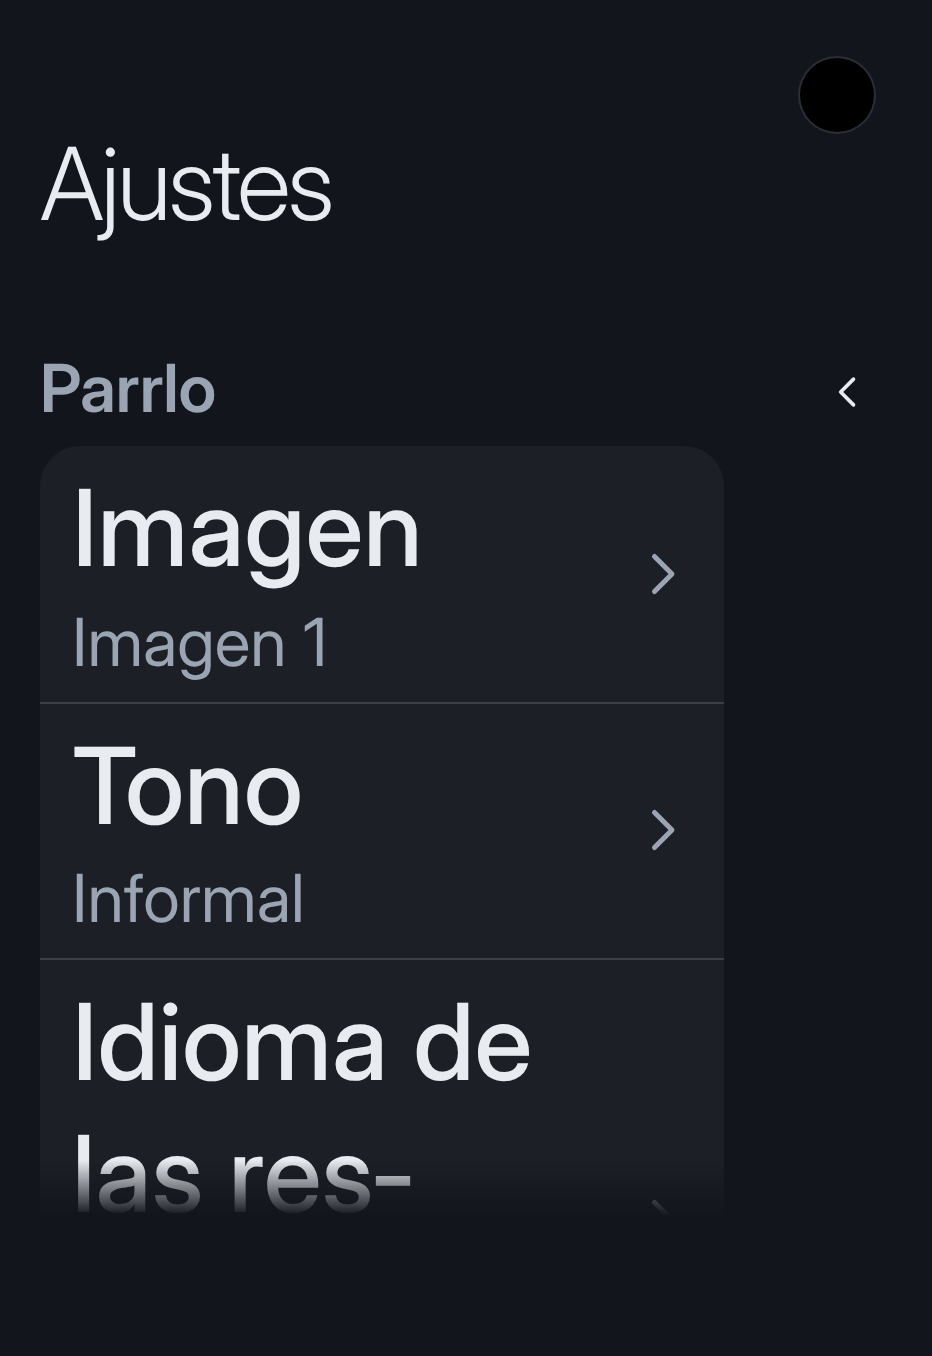 Ajustes
Parrlo
Imagen
Imagen 1
Tono
Informal
Idioma de
las res-